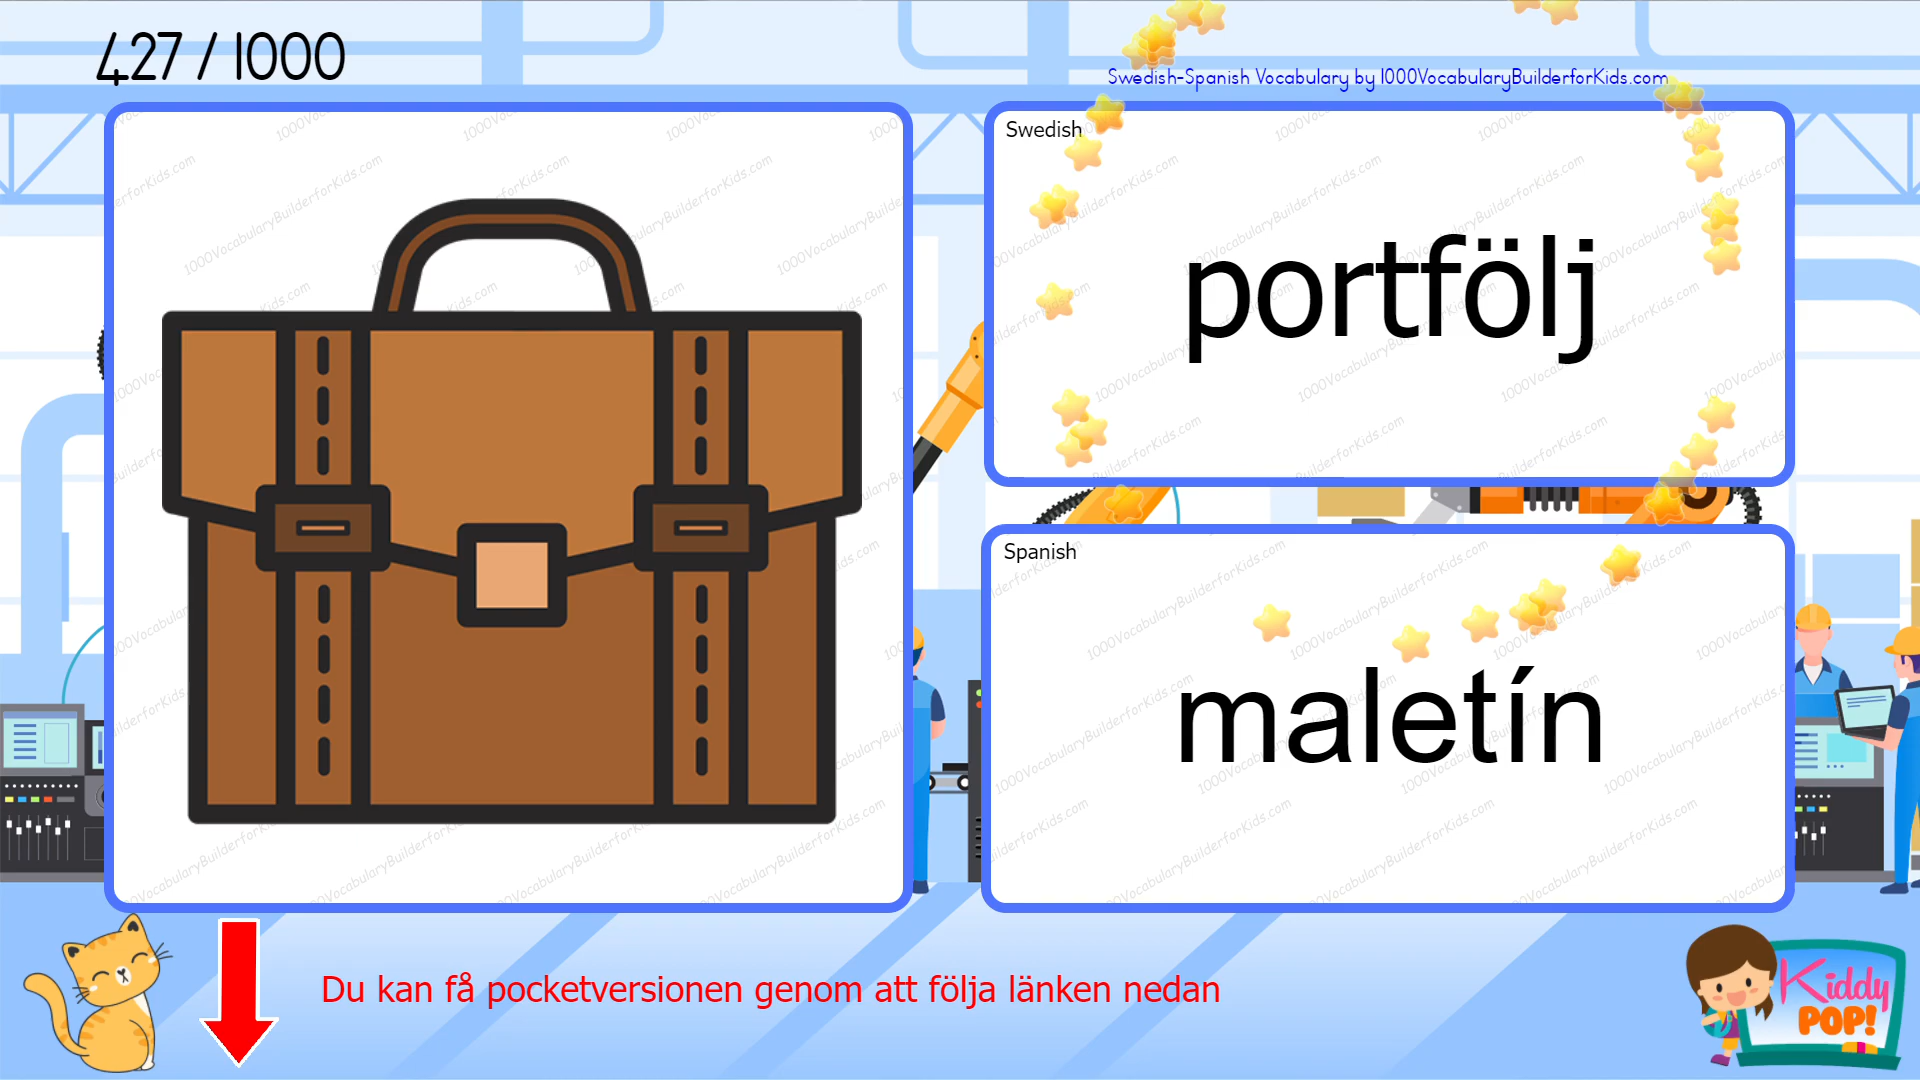 427 / 1000
Swedish-Spanish Vocabulary by 1000VocabularyBuilderforKids.com
Swedish
portfölj
Spanish
maletín
Du kan få pocketversionen genom att följa länken nedan
Kiddy
POP!